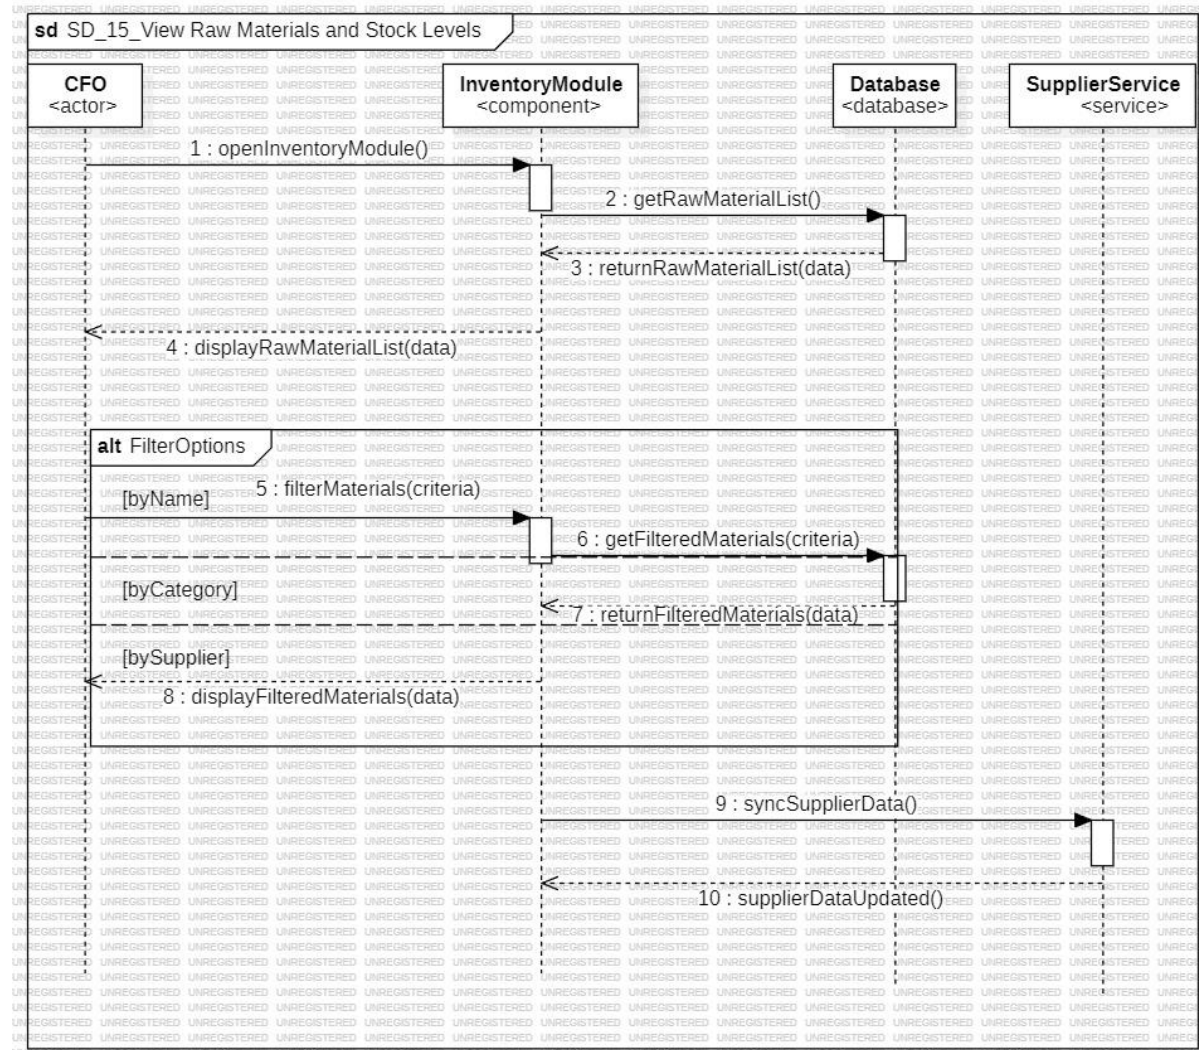 sd SD_15_View Raw Materials and Stock Levels
CFO
<actor>
InventoryModule
<component>
Database
<database>
SupplierService
<service>
1 : openInventoryModule()
2 : getRawMaterialList()
3 : returnRawMaterialList(data)
4 : displayRawMaterialList(data)
alt FilterOptions
[byName]
5 : filterMaterials(criteria)
6 : getFilteredMaterials(criteria)
[byCategory]
7 : returnFilteredMaterials(data)
[bySupplier]
8 : displayFilteredMaterials(data)
9 : syncSupplierData()
10 : supplierDataUpdated()
UNREGISTERED